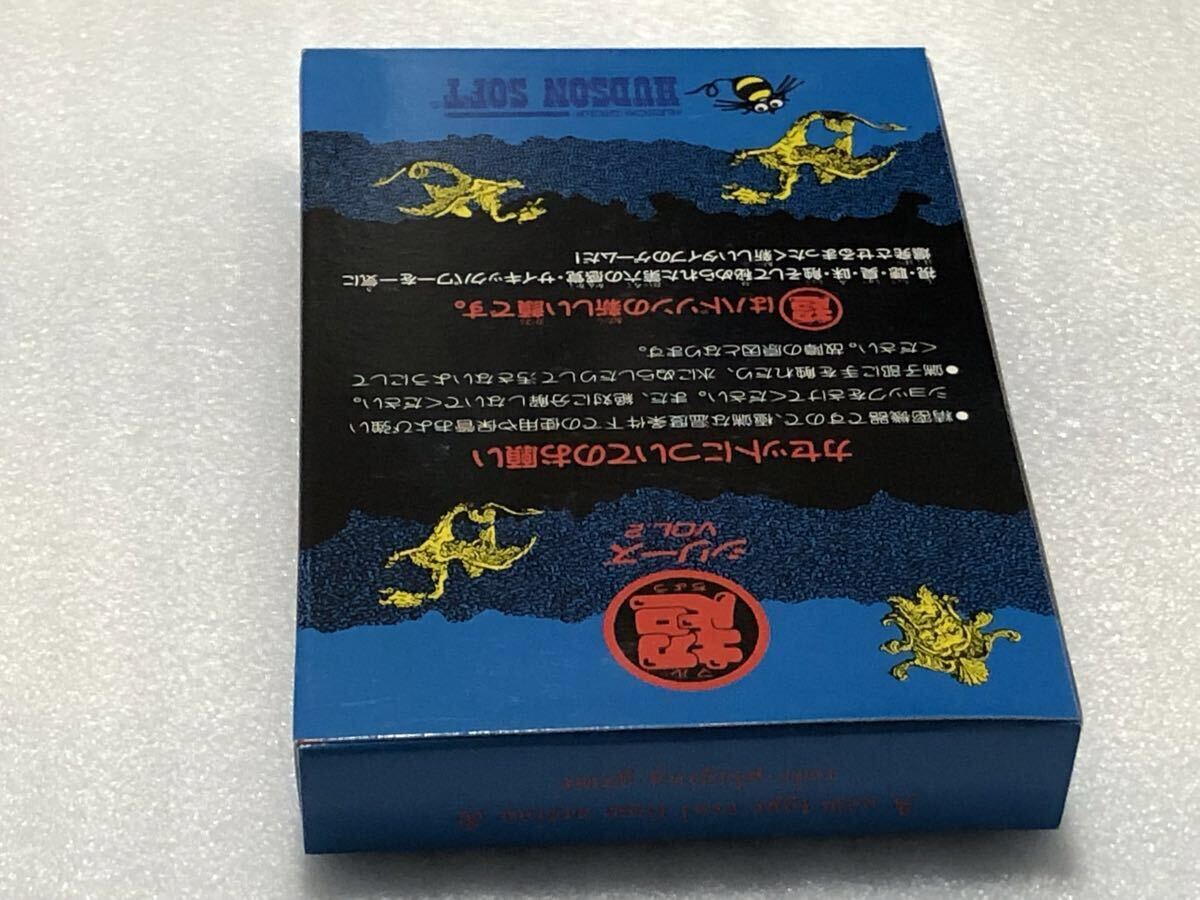 A new type real time action &
role playing game
マル
超
ちょう
シリーズ
VOL.2
カセットについてのお願い
●精密機器ですので、極端な温度条件下での使用や保管および強い
ショックをさけてください。また、絶対に分解しないでください。
●端子部に手を触れたり、水にぬらしたりして汚さないようにして
ください。故障の原因となります。
超はハドソンの新しい顔です。
視・聴・臭・味・触そして秘められた第六の感覚・サイキックパワーを一気に
爆発させるまったく新しいタイプのゲームだ！
HUDSON SOFT